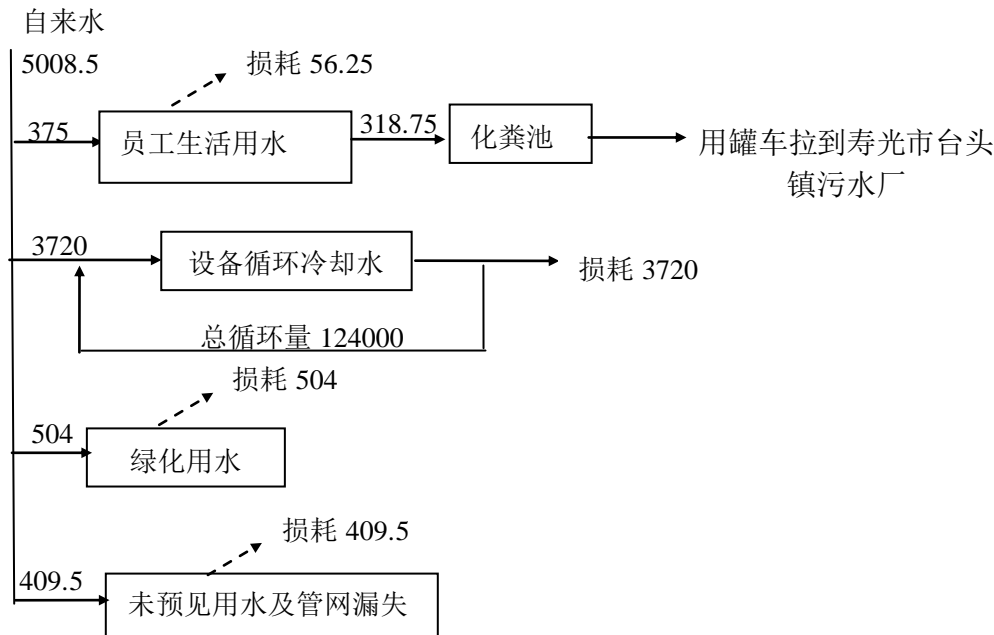 自来水
5008.5
损耗 56.25
375
员工生活用水
318.75
化粪池
用罐车拉到寿光市台头
镇污水厂
3720
设备循环冷却水
损耗 3720
总循环量 124000
损耗 504
504
绿化用水
损耗 409.5
409.5
未预见用水及管网漏失